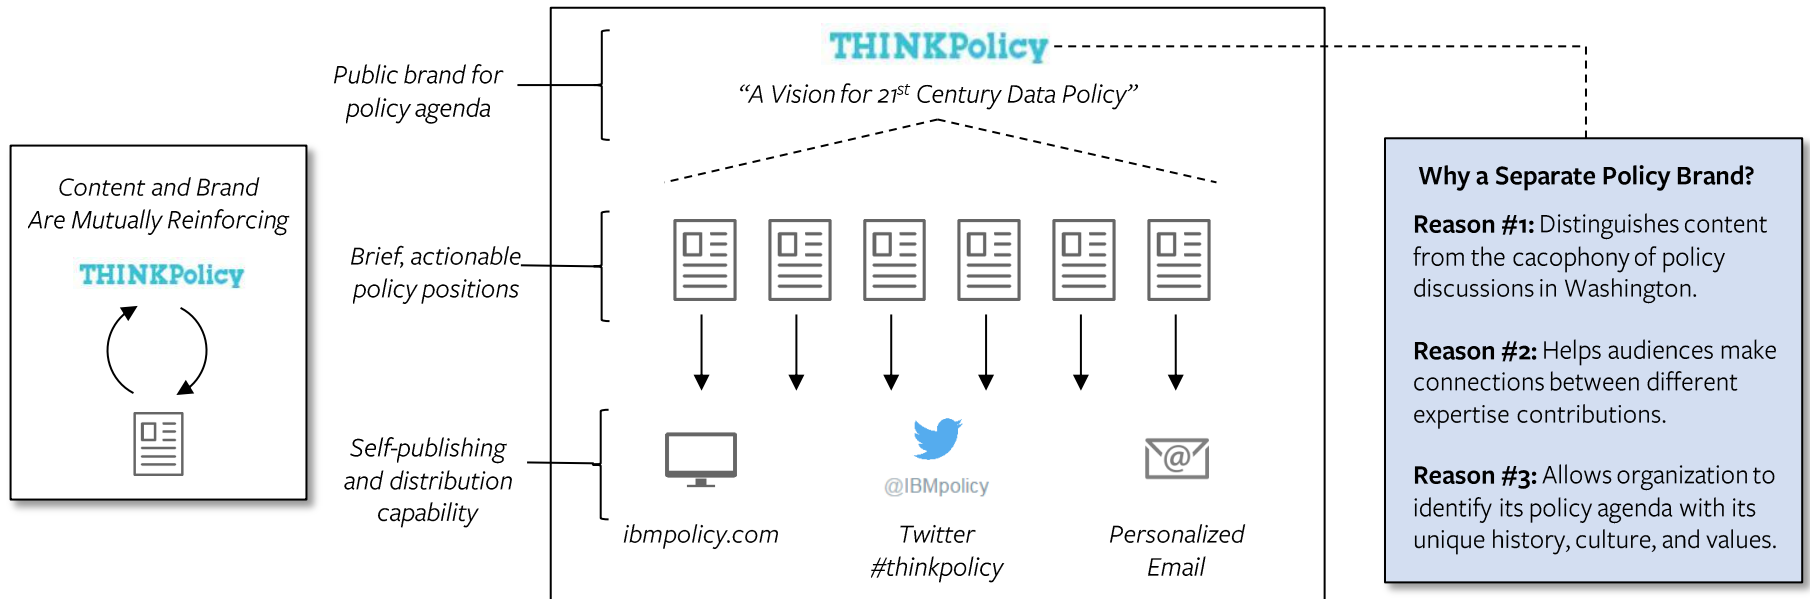 Content and Brand
Are Mutually Reinforcing
THINKPolicy
Public brand for
policy agenda
Brief, actionable
policy positions
Self-publishing
and distribution
capability
THINKPolicy
“A Vision for 21st Century Data Policy”
@
@IBMpolicy
ibmpolicy.com
Twitter
#thinkpolicy
Personalized
Email
Why a Separate Policy Brand?
Reason #1: Distinguishes content
from the cacophony of policy
discussions in Washington.
Reason #2: Helps audiences make
connections between different
expertise contributions.
Reason #3: Allows organization to
identify its policy agenda with its
unique history, culture, and values.